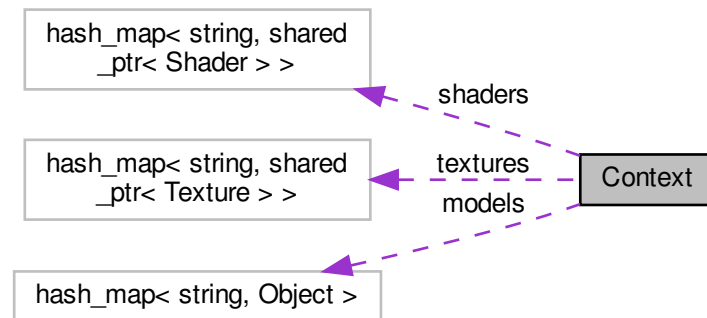 hash_map< string, shared
_ptr< Shader > >
shaders
hash_map< string, shared
_ptr< Texture > >
textures
Context
models
hash_map< string, Object >